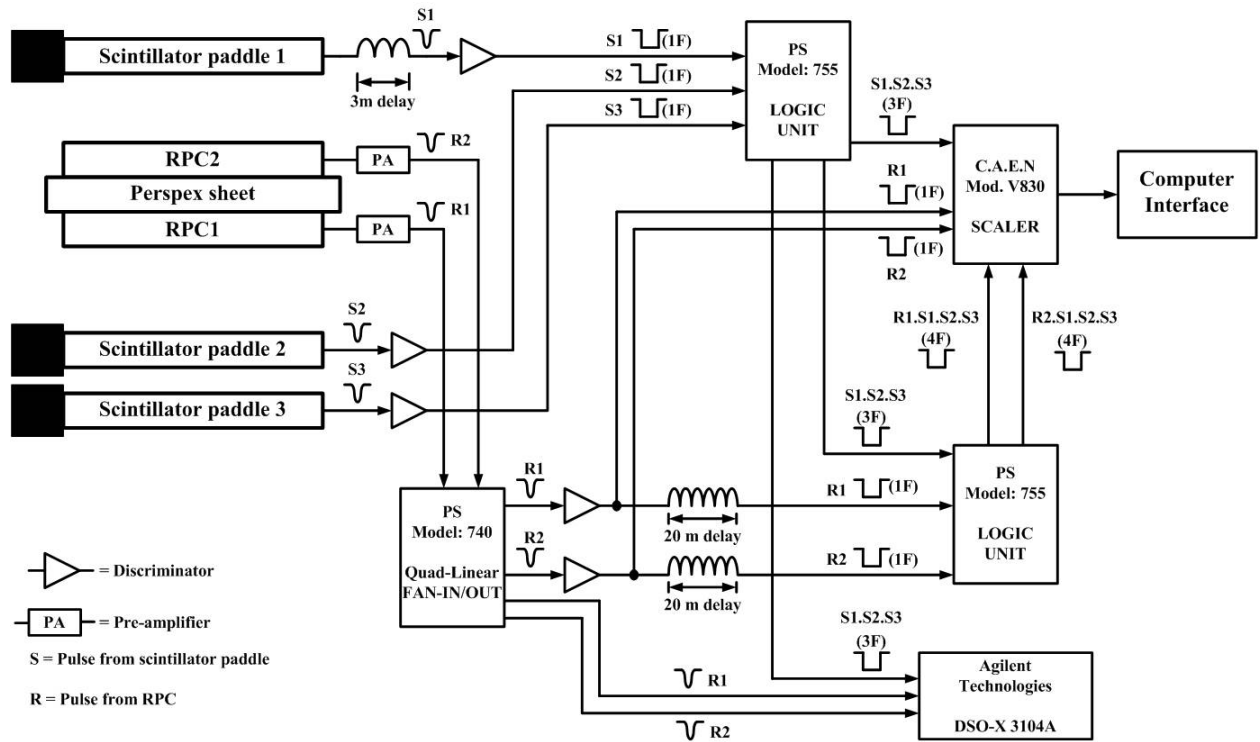 S1
Scintillator paddle 1
3m delay
S1 (1F)
S2 (1F)
S3 (1F)
PS
Model: 755
LOGIC
UNIT
S1.S2.S3
(3F)
RPC2
PA
R2
Perspex sheet
RPC1
PA
R1
R1
(1F)
(1F)
R2
C.A.E.N
Mod. V830
SCALER
Computer
Interface
S2
Scintillator paddle 2
S3
Scintillator paddle 3
R1.S1.S2.S3
(4F)
R2.S1.S2.S3
(4F)
S1.S2.S3
(3F)
PS
Model: 740
Quad-Linear
FAN-IN/OUT
R1
R2
20 m delay
20 m delay
R1 (1F)
R2 (1F)
PS
Model: 755
LOGIC
UNIT
= Discriminator
PA = Pre-amplifier
S = Pulse from scintillator paddle
R = Pulse from RPC
S1.S2.S3
(3F)
R1
R2
Agilent
Technologies
DSO-X 3104A